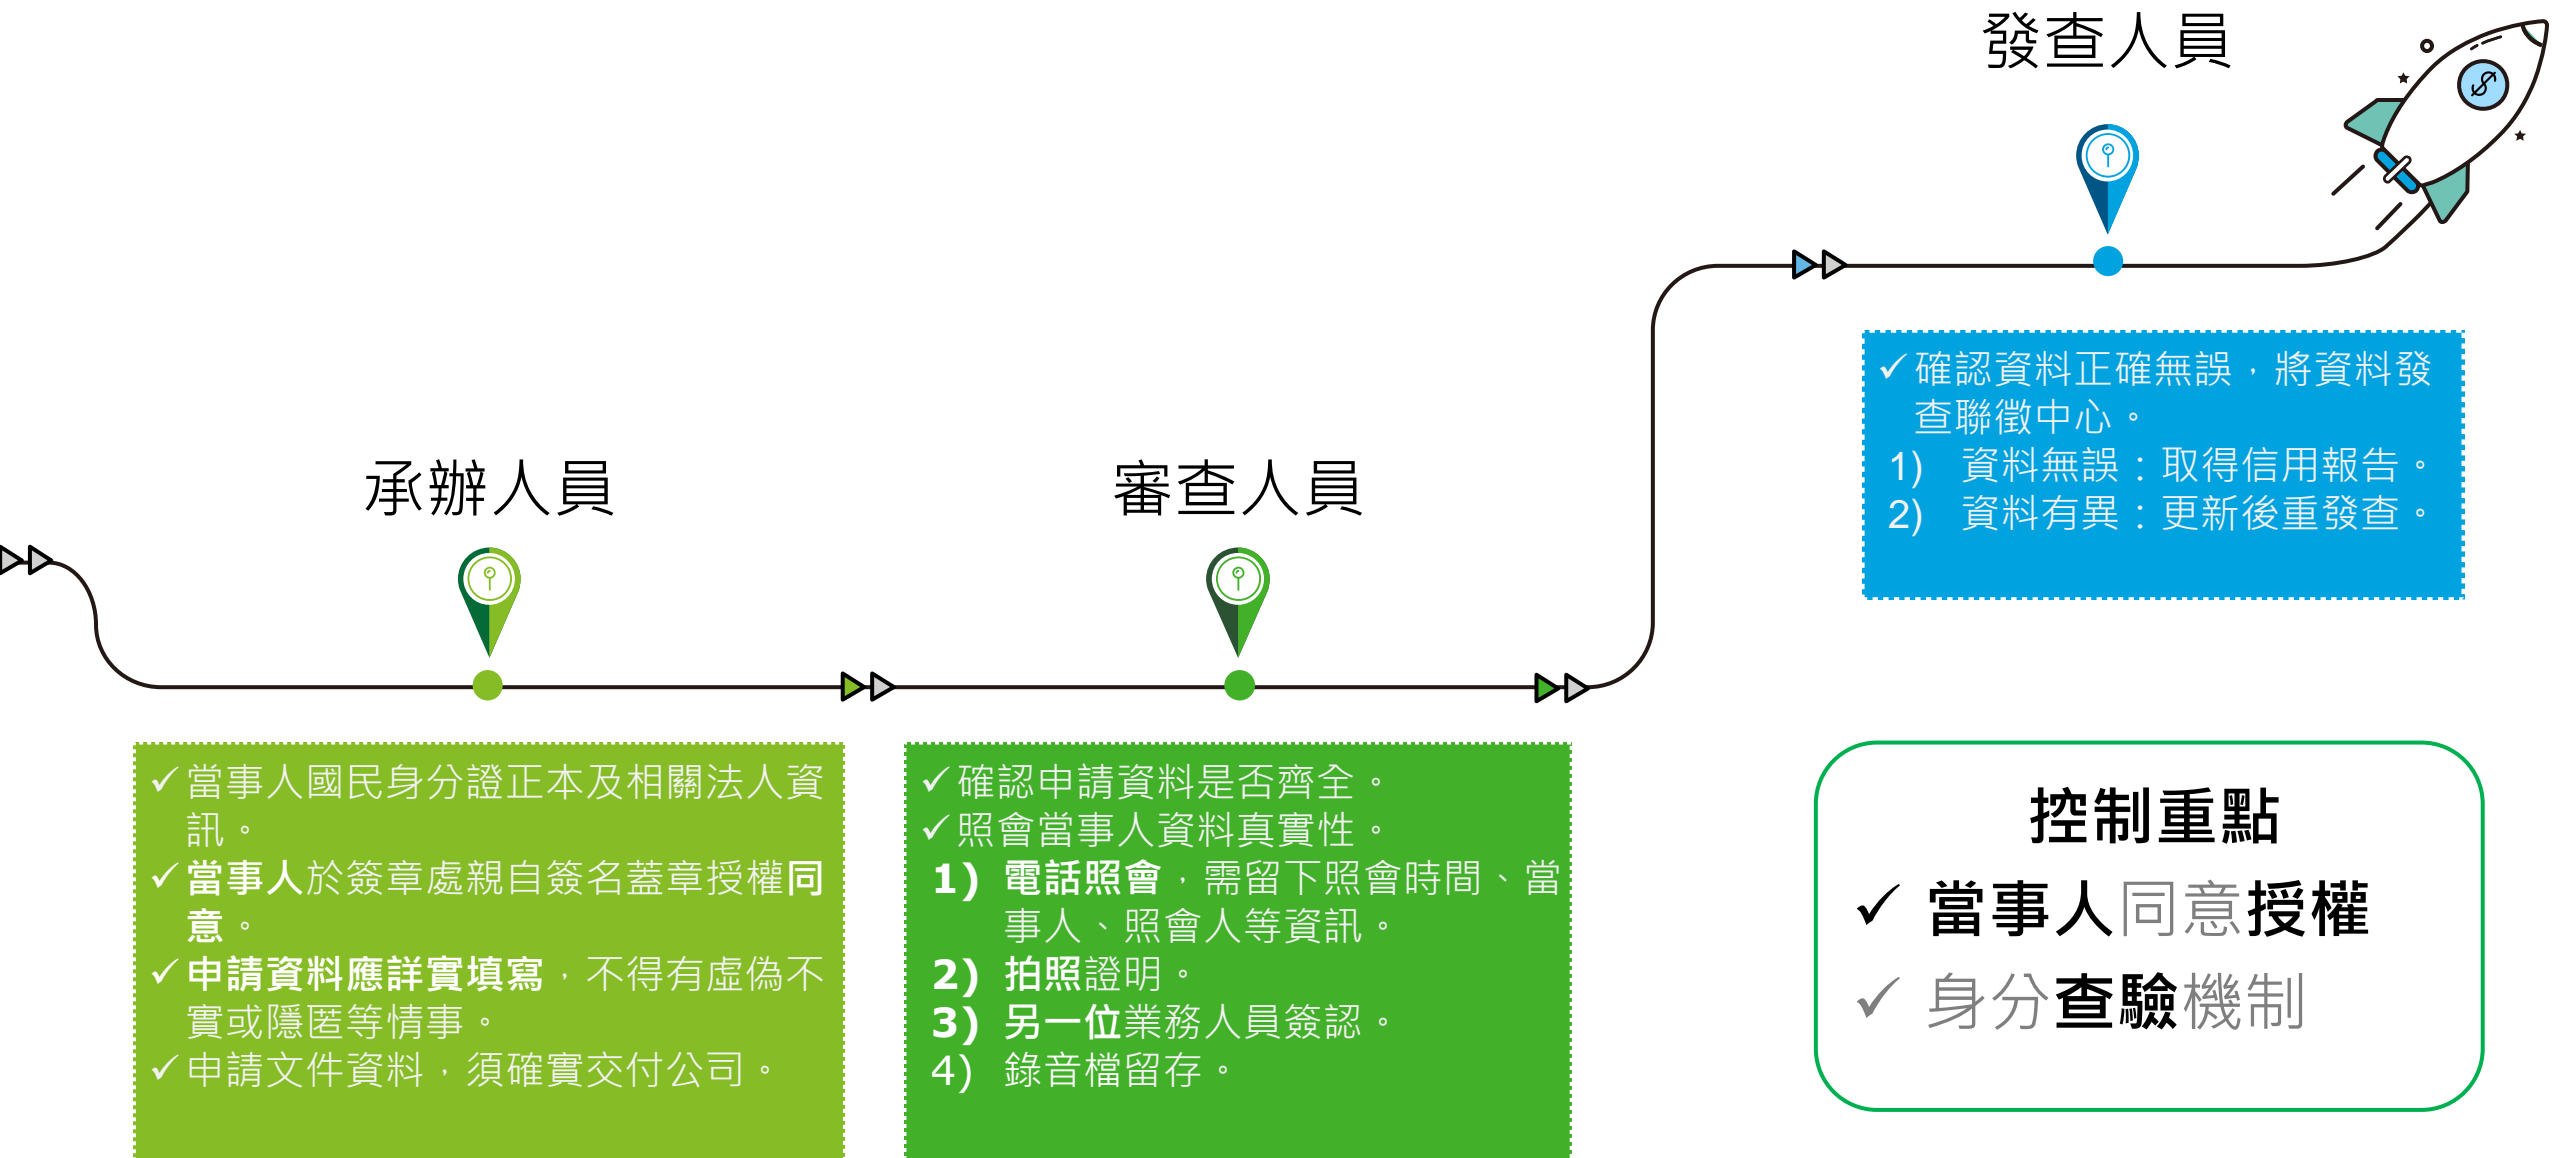 發查人員
✓確認資料正確無誤，將資料發
查聯徵中心。
1) 資料無誤：取得信用報告。
2) 資料有異：更新後重發查。
承辦人員
✓當事人國民身分證正本及相關法人資
訊。
✓當事人於簽章處親自簽名蓋章授權同
意。
✓申請資料應詳實填寫，不得有虛偽不
實或隱匿等情事。
✓申請文件資料，須確實交付公司。
審查人員
✓確認申請資料是否齊全。
✓照會當事人資料真實性。
1) 電話照會，需留下照會時間、當
事人、照會人等資訊。
2) 拍照證明。
3) 另一位業務人員簽認。
4) 錄音檔留存。
控制重點
✓ 當事人同意授權
✓ 身分查驗機制